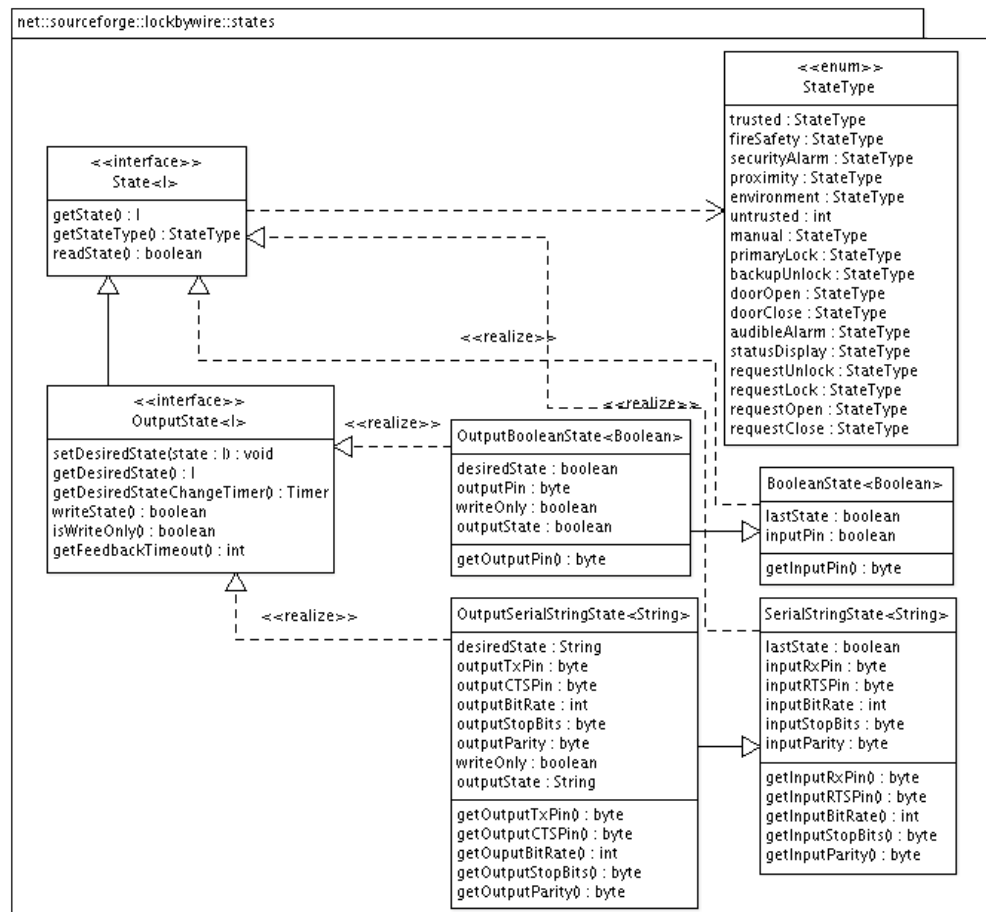 net::sourceforge::lockbywire::states
<<enum>>
StateType
trusted : StateType
fireSafety : StateType
securityAlarm : StateType
proximity : StateType
environment : StateType
untrusted : int
manual : StateType
primaryLock : StateType
backupUnlock : StateType
doorOpen : StateType
doorClose : StateType
audibleAlarm : StateType
statusDisplay : StateType
requestUnlock : StateType
requestLock : StateType
requestOpen : StateType
requestClose : StateType
<<interface>>
State<I>
getState() : I
getStateType() : StateType
readState() : boolean
<<realize>>
<<realize>>
<<interface>>
OutputState<I>
setDesiredState(state : I) : void
getDesiredState() : I
getDesiredStateChangeTimer() : Timer
writeState() : boolean
isWriteOnly() : boolean
getFeedbackTimeout() : int
<<realize>>
OutputBooleanState<Boolean>
desiredState : boolean
outputPin : byte
writeOnly : boolean
outputState : boolean
getOutputPin() : byte
BooleanState<Boolean>
lastState : boolean
inputPin : boolean
getInputPin() : byte
<<realize>>
OutputSerialStringState<String>
desiredState : String
outputTxPin : byte
outputCTSPin : byte
outputBitRate : int
outputStopBits : byte
outputParity : byte
writeOnly : boolean
outputState : String
getOutputTxPin() : byte
getOutputCTSPin() : byte
getOuputBitRate() : int
getOutputStopBits() : byte
getOutputParity() : byte
SerialStringState<String>
lastState : boolean
inputRxPin : byte
inputRTSPin : byte
inputBitRate : int
inputStopBits : byte
inputParity : byte
getInputRxPin() : byte
getInputRTSPin() : byte
getInputBitRate() : int
getInputStopBits() : byte
getInputParity() : byte